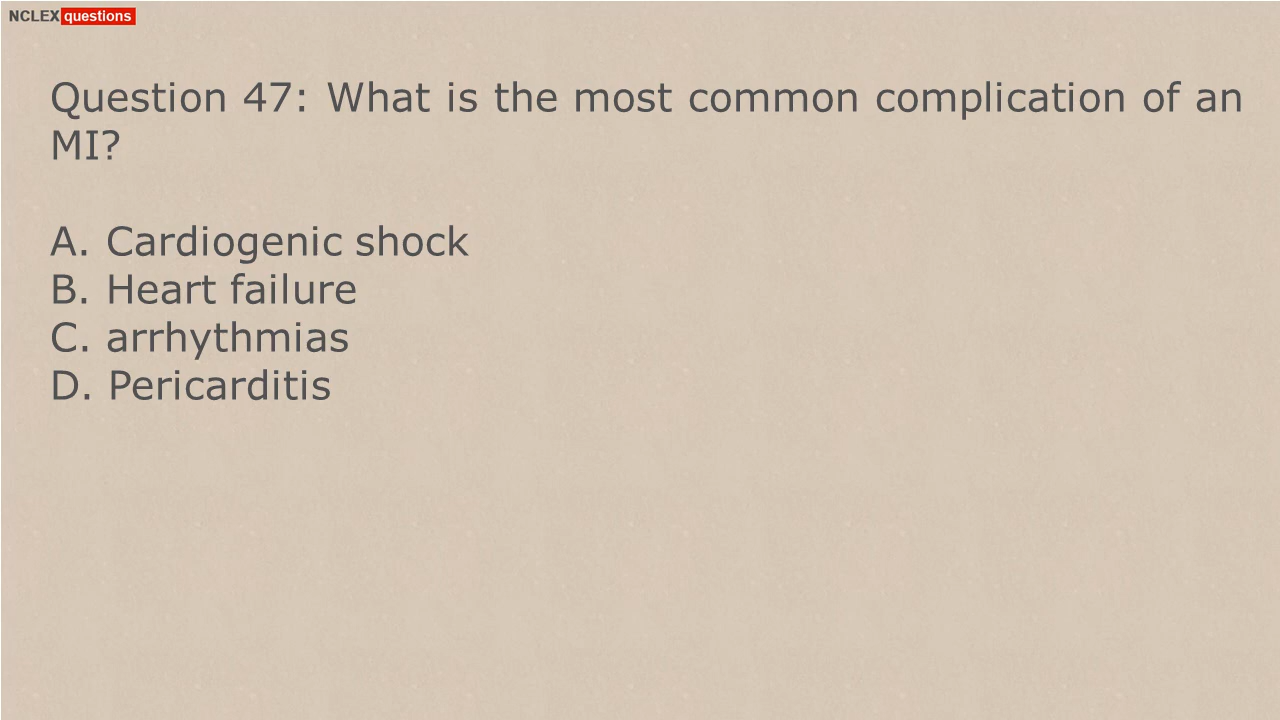 NCLEX questions
Question 47: What is the most common complication of an
MI?
A. Cardiogenic shock
B. Heart failure
C. arrhythmias
D. Pericarditis